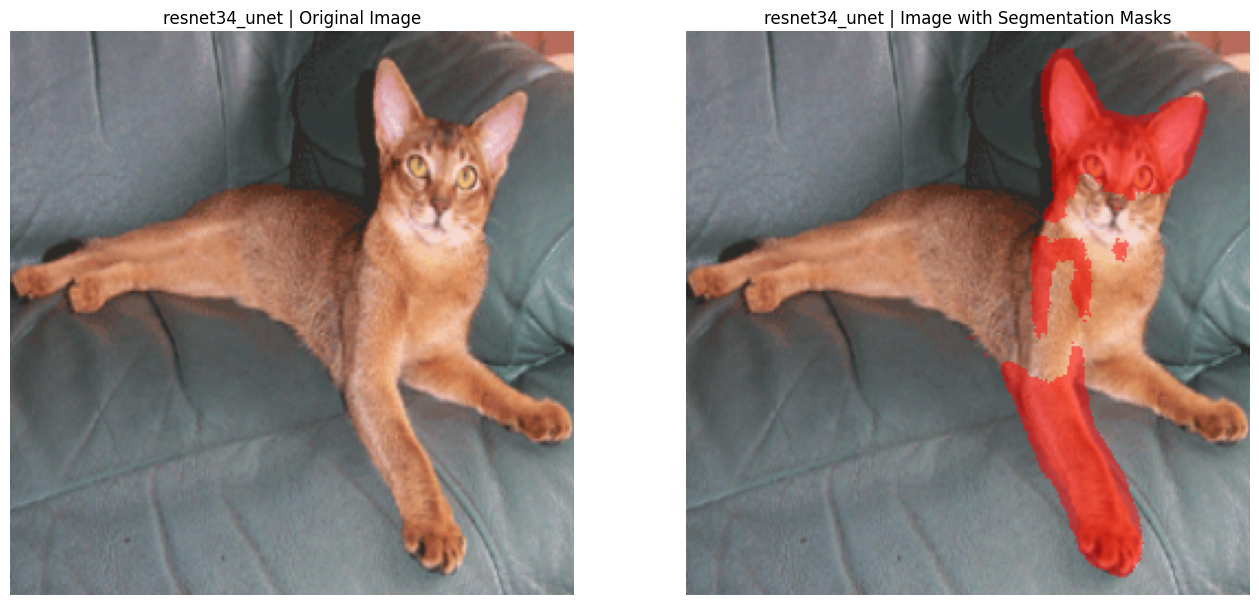 resnet34_unet | Original Image
resnet34_unet | Image with Segmentation Masks